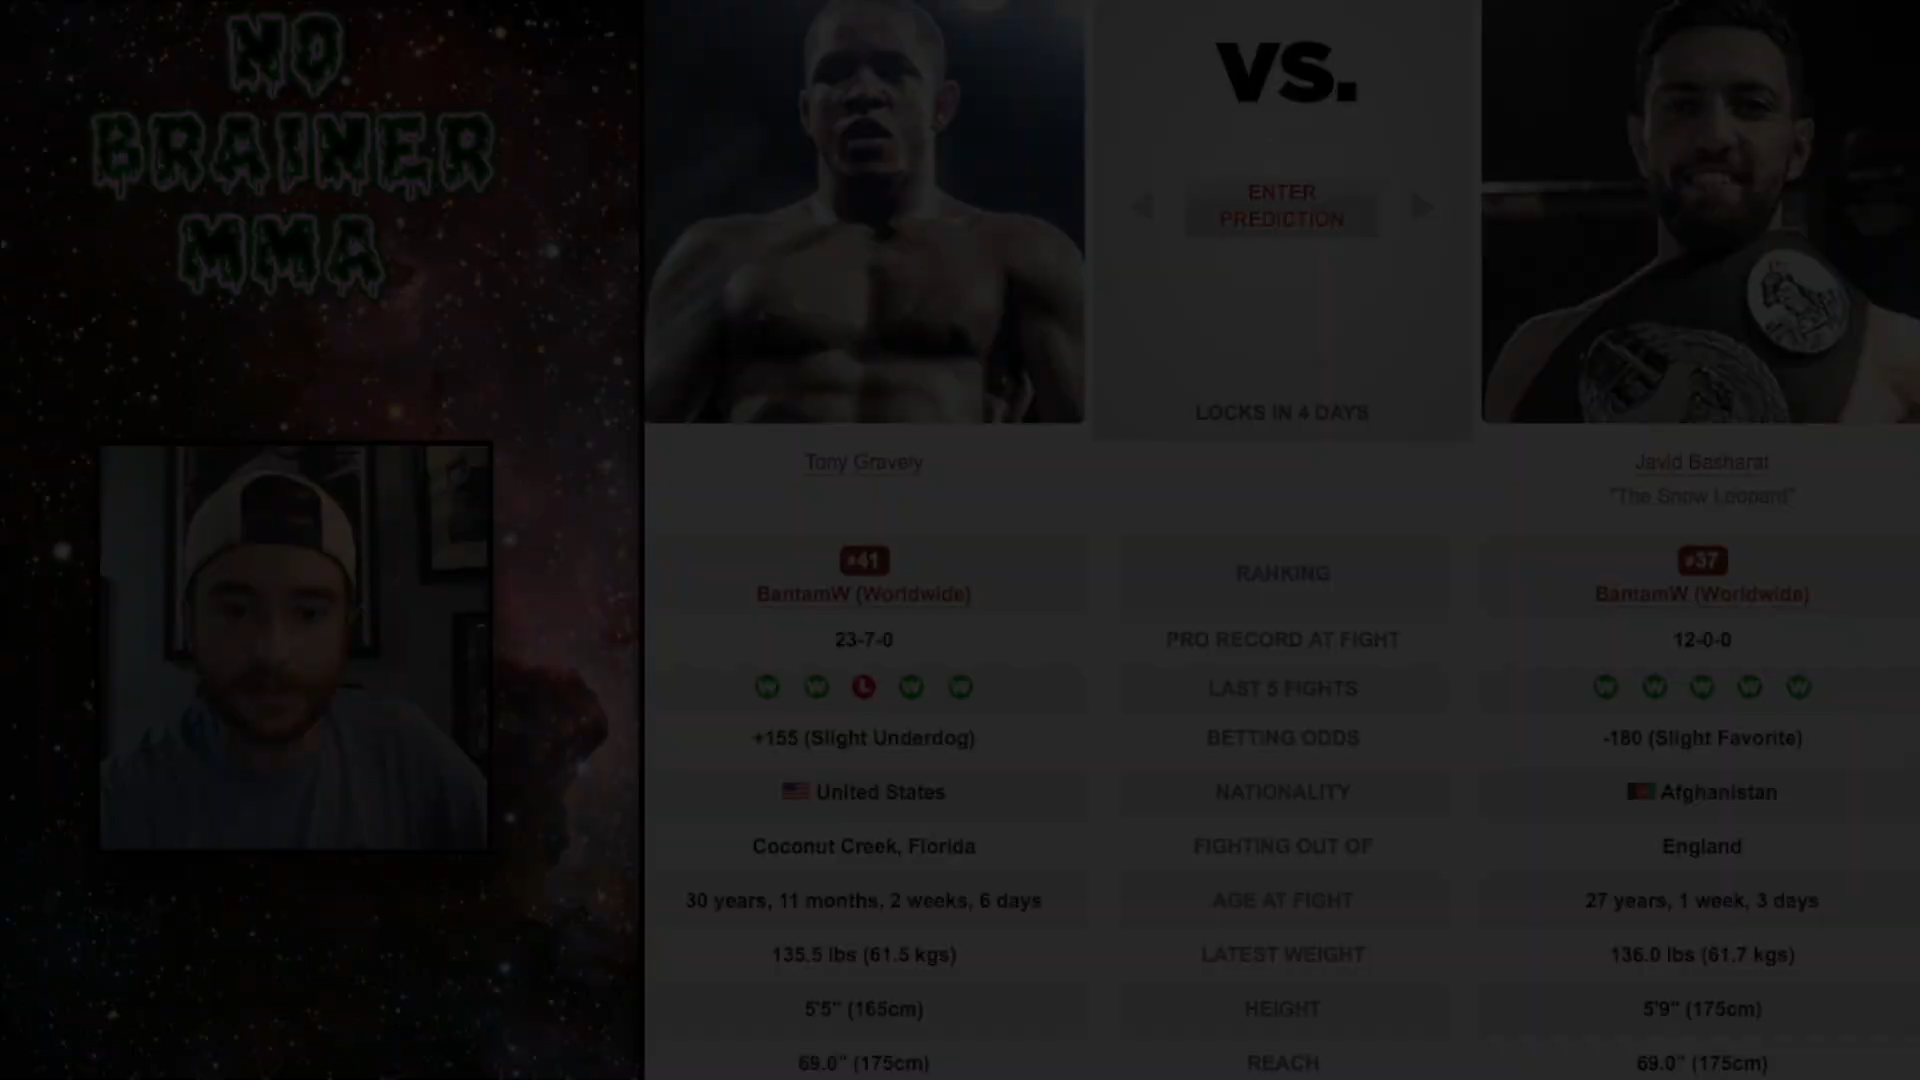 NO
BRAINER
MMA
VS.
ENTER
PREDICTION
LOCKS IN 4 DAYS
Tony Gravely
Javid Basharat
"The Snow Leopard"
#41
RANKING
#37
BantamW (Worldwide)
BantamW (Worldwide)
23-7-0
PRO RECORD AT FIGHT
12-0-0
W W L W W
LAST 5 FIGHTS
W W W W W
+155 (Slight Underdog)
BETTING ODDS
-180 (Slight Favorite)
United States
NATIONALITY
Afghanistan
Coconut Creek, Florida
FIGHTING OUT OF
England
30 years, 11 months, 2 weeks, 6 days
AGE AT FIGHT
27 years, 1 week, 3 days
135.5 lbs (61.5 kgs)
LATEST WEIGHT
136.0 lbs (61.7 kgs)
5'5" (165cm)
HEIGHT
5'9" (175cm)
69.0" (175cm)
REACH
69.0" (175cm)